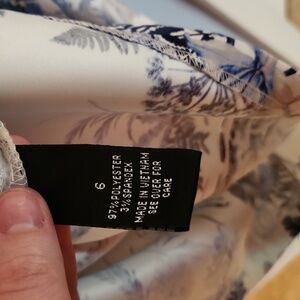 6
97%POLYESTER
3%SPANDEX
MADE IN VIETNAM
SEE OVER FOR
CARE